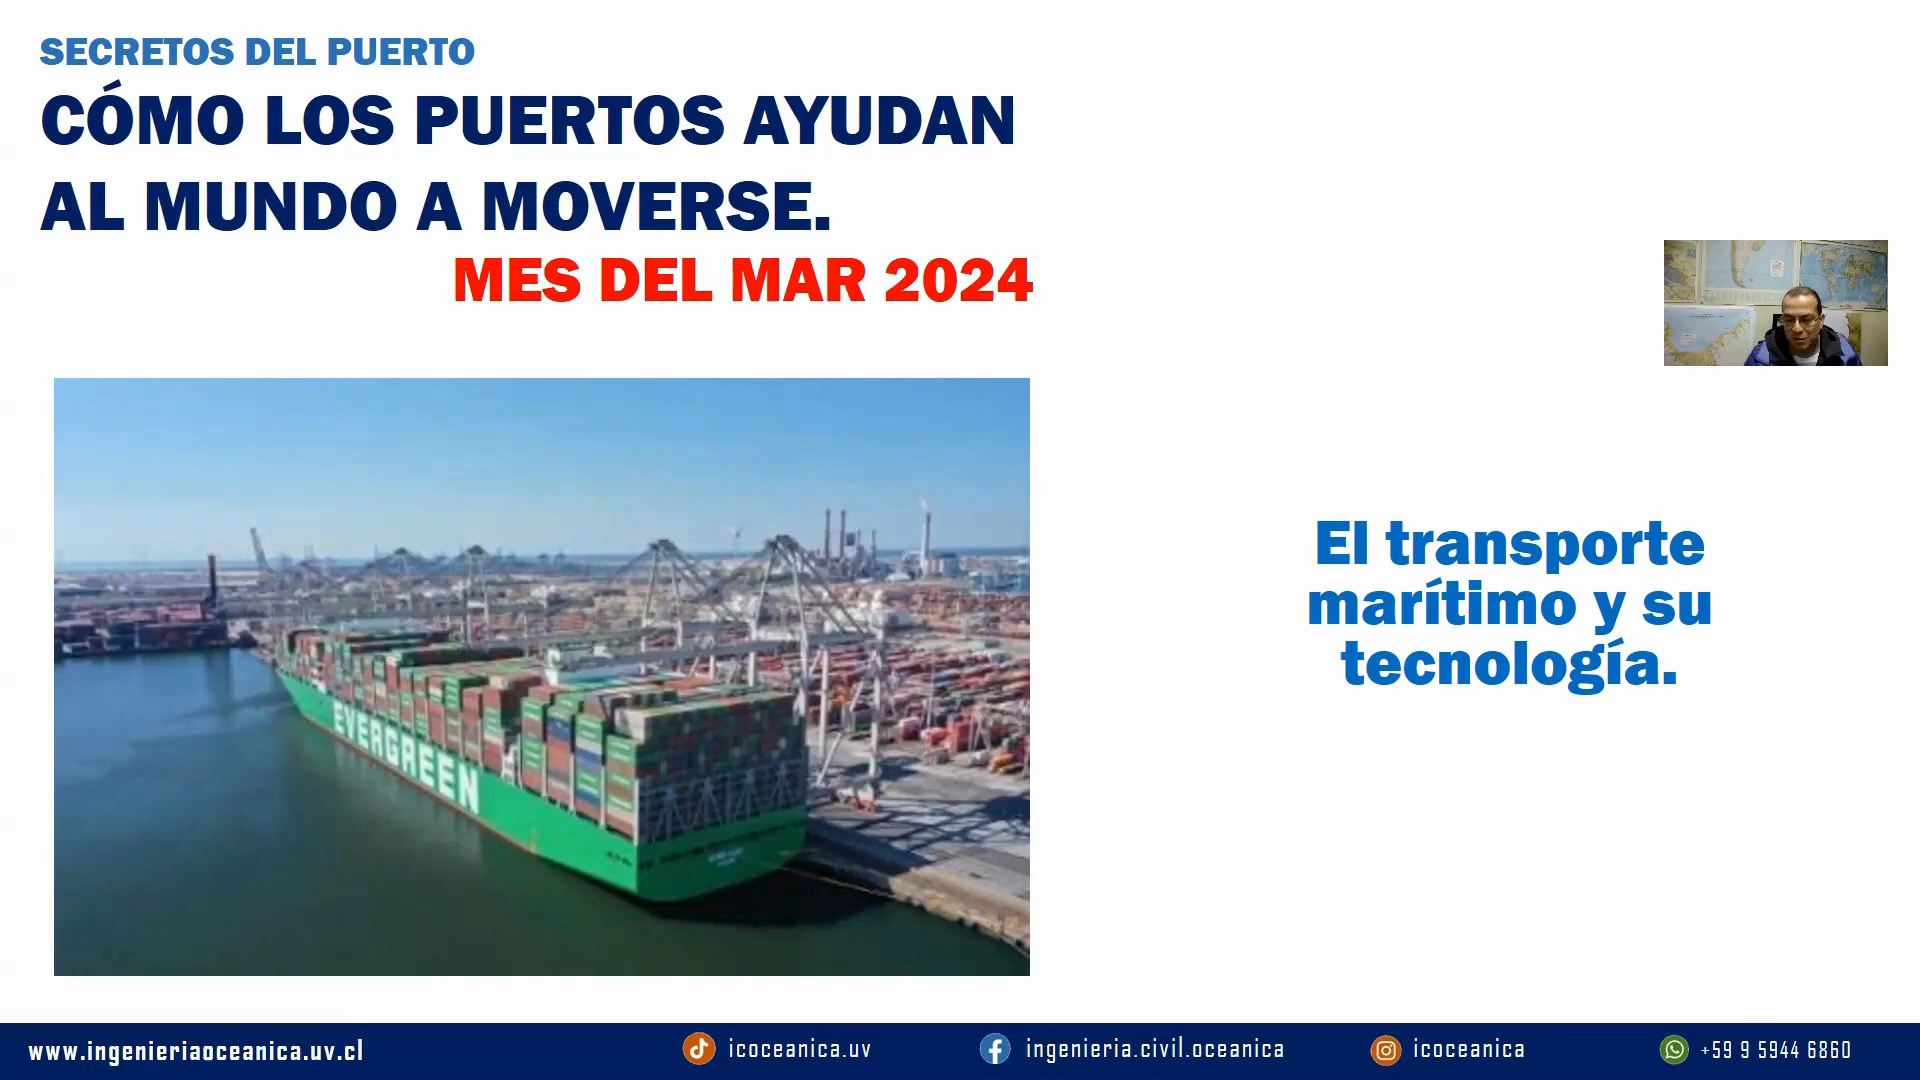 SECRETOS DEL PUERTO
CÓMO LOS PUERTOS AYUDAN
AL MUNDO A MOVERSE.
MES DEL MAR 2024
EVERGREEN
El transporte
marítimo y su
tecnología.
www.ingenieriaoceanica.uv.cl
icoceanica.uv
ingenieria.civil.oceanica
icoceanica
+59 9 5944 6860